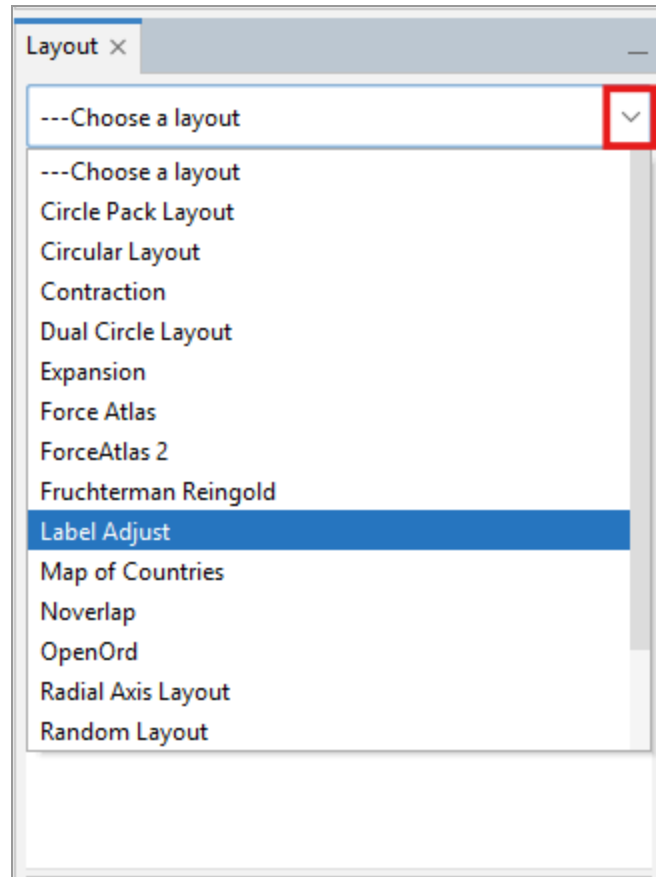 Layout
---Choose a layout
---Choose a layout
Circle Pack Layout
Circular Layout
Contraction
Dual Circle Layout
Expansion
Force Atlas
ForceAtlas 2
Fruchterman Reingold
Label Adjust
Map of Countries
Noverlap
OpenOrd
Radial Axis Layout
Random Layout